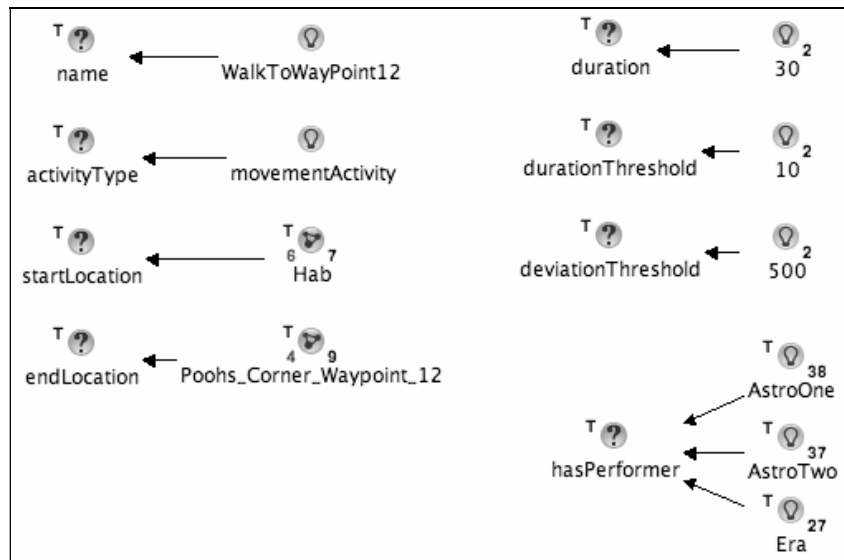 T ?
name
WalkToWayPoint12
T ?
activityType
movementActivity
T ?
startLocation
T
6 7
Hab
T ?
endLocation
T
4 9
Poohs_Corner_Waypoint_12
T ?
duration
2
30
T ?
durationThreshold
2
10
T ?
deviationThreshold
2
500
T ?
hasPerformer
T
38
AstroOne
T
37
AstroTwo
T
27
Era